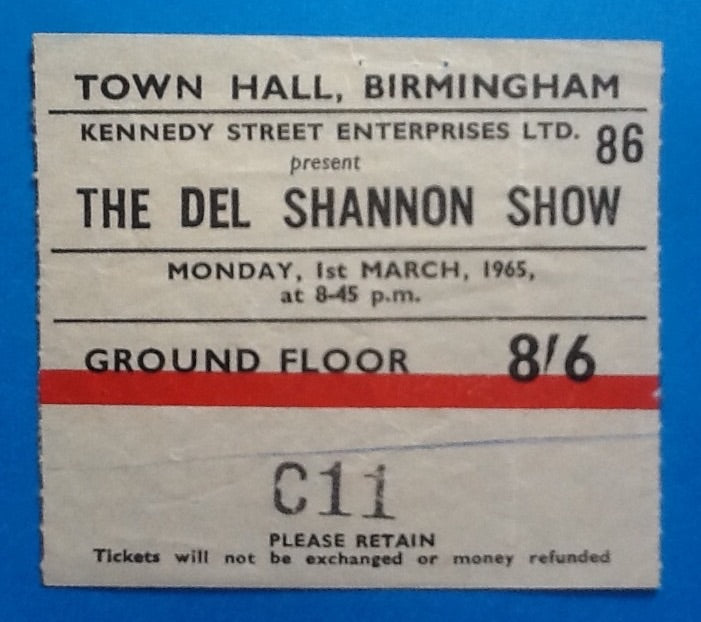 TOWN HALL, BIRMINGHAM
KENNEDY STREET ENTERPRISES LTD. 86
present
THE DEL SHANNON SHOW
MONDAY, 1st MARCH, 1965,
at 8-45 p.m.
GROUND FLOOR 8/6
C11
PLEASE RETAIN
Tickets will not be exchanged or money refunded